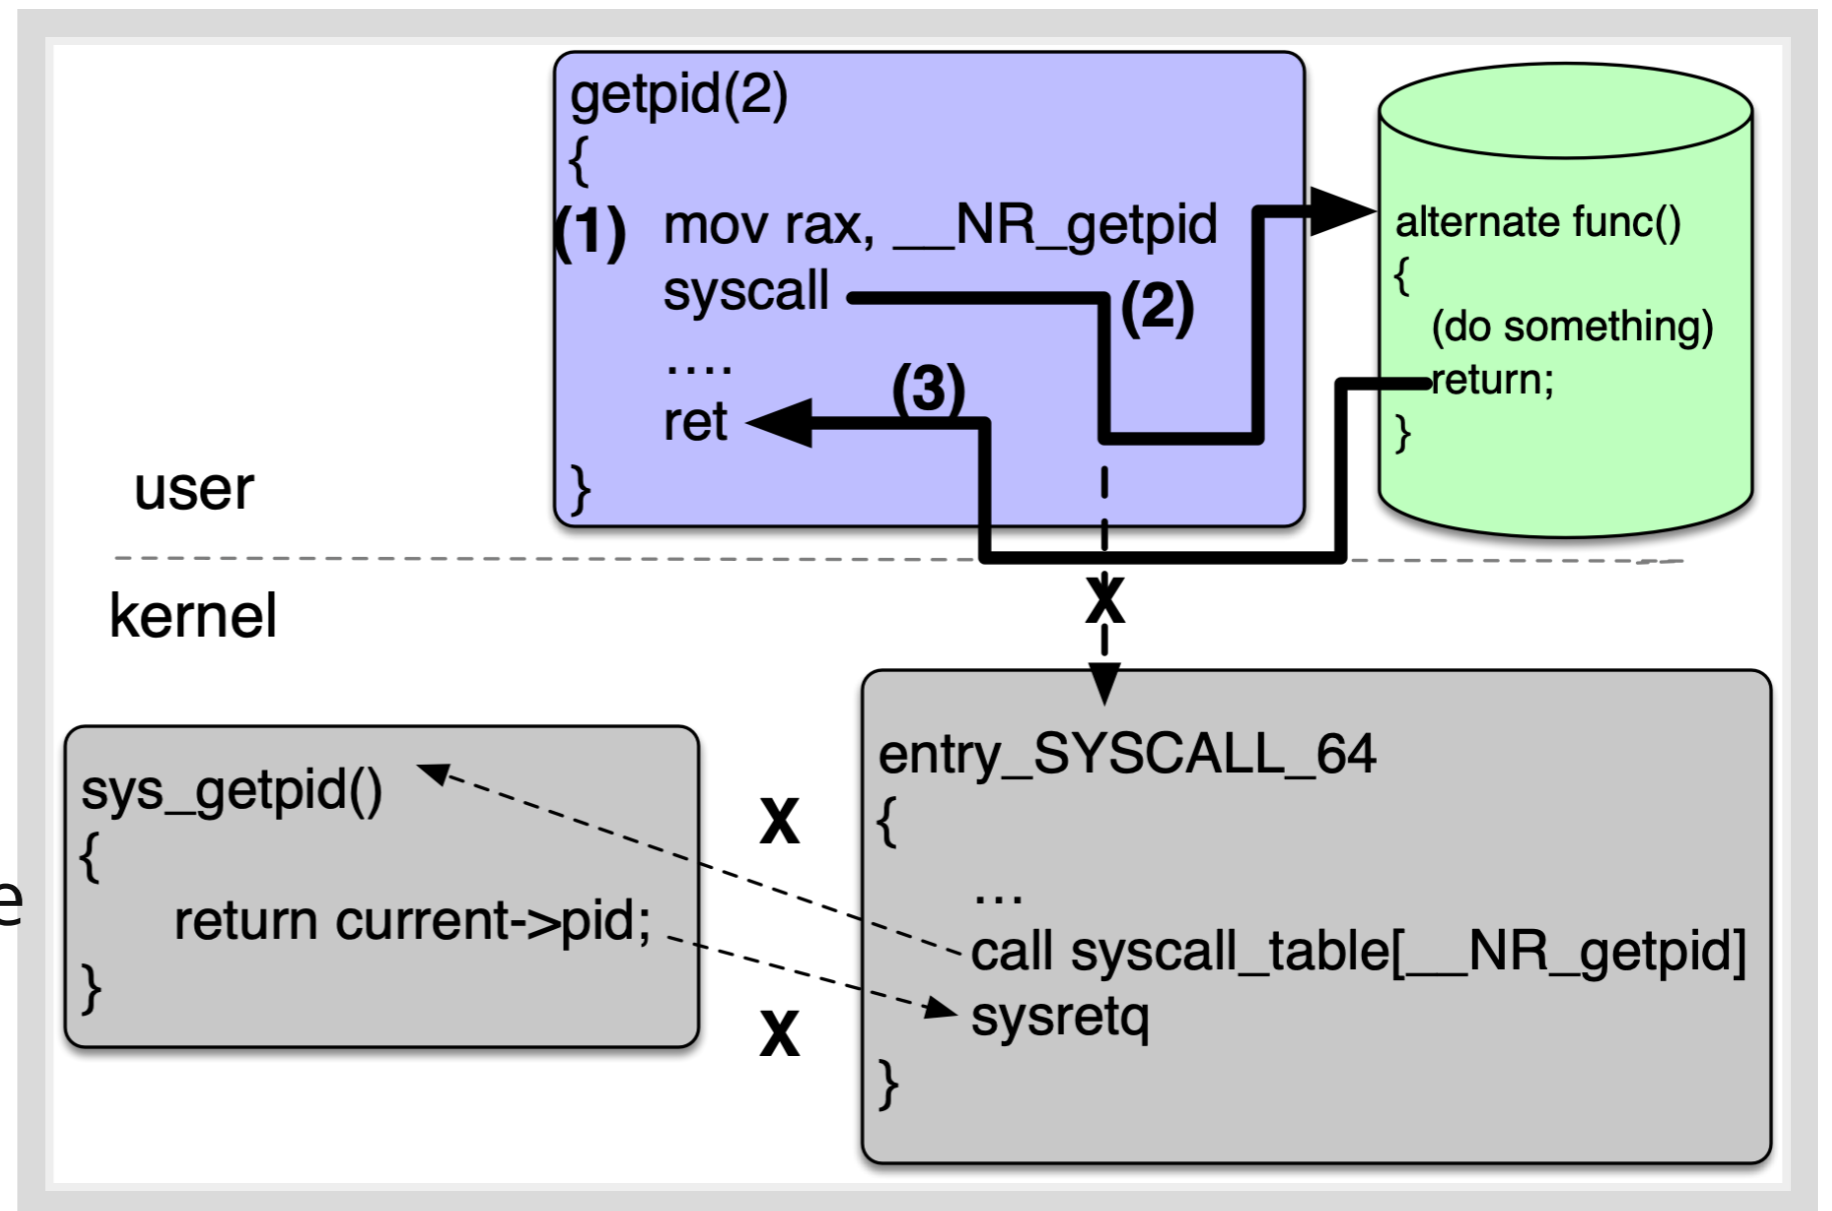 getpid(2)
{
(1) mov rax, __NR_getpid
syscall
(2)
....
(3)
ret
}
alternate func()
{
(do something)
return;
}
user
kernel
X
sys_getpid()
{
return current->pid;
}
X
X
entry_SYSCALL_64
{
...
call syscall_table[__NR_getpid]
sysretq
}
e